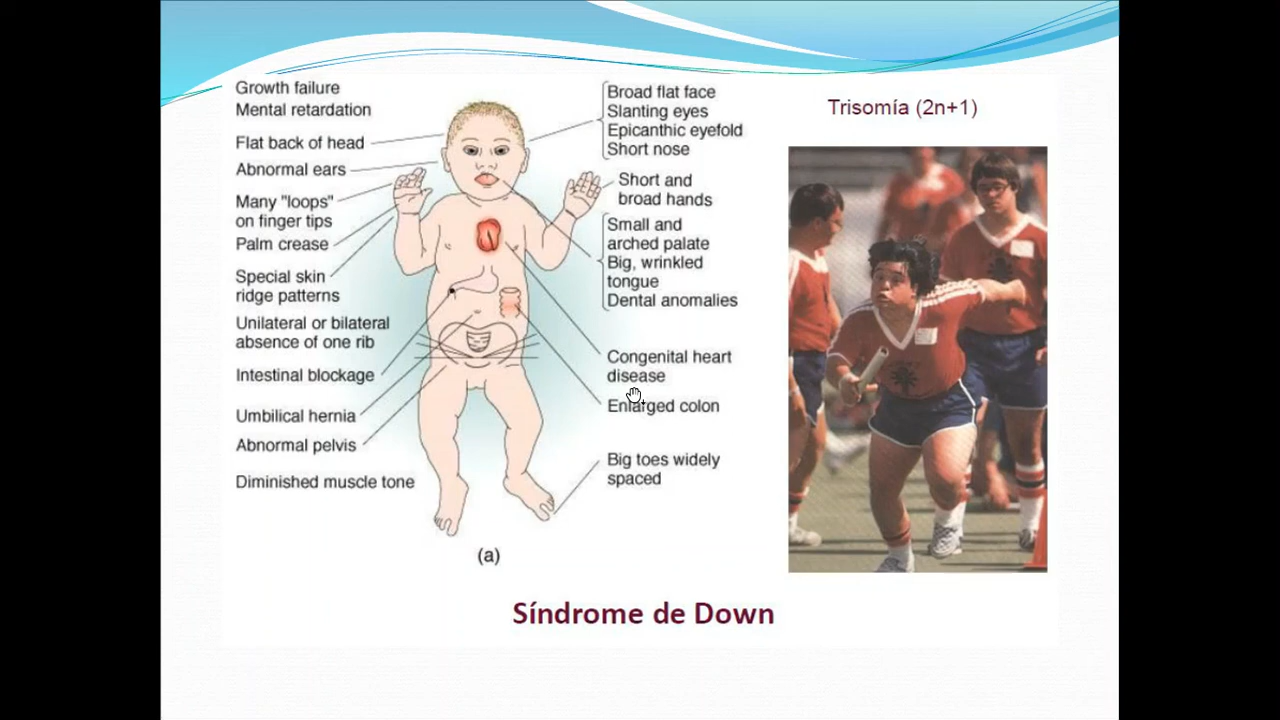 Growth failure
Mental retardation
Flat back of head
Abnormal ears
Many "loops"
on finger tips
Palm crease
Special skin
ridge patterns
Unilateral or bilateral
absence of one rib
Intestinal blockage
Umbilical hernia
Abnormal pelvis
Diminished muscle tone
Broad flat face
Slanting eyes
Epicanthic eyefold
Short nose
Short and
broad hands
Small and
arched palate
Big, wrinkled
tongue
Dental anomalies
Congenital heart
disease
Enlarged colon
Big toes widely
spaced
(a)
Trisomía (2n+1)
Síndrome de Down